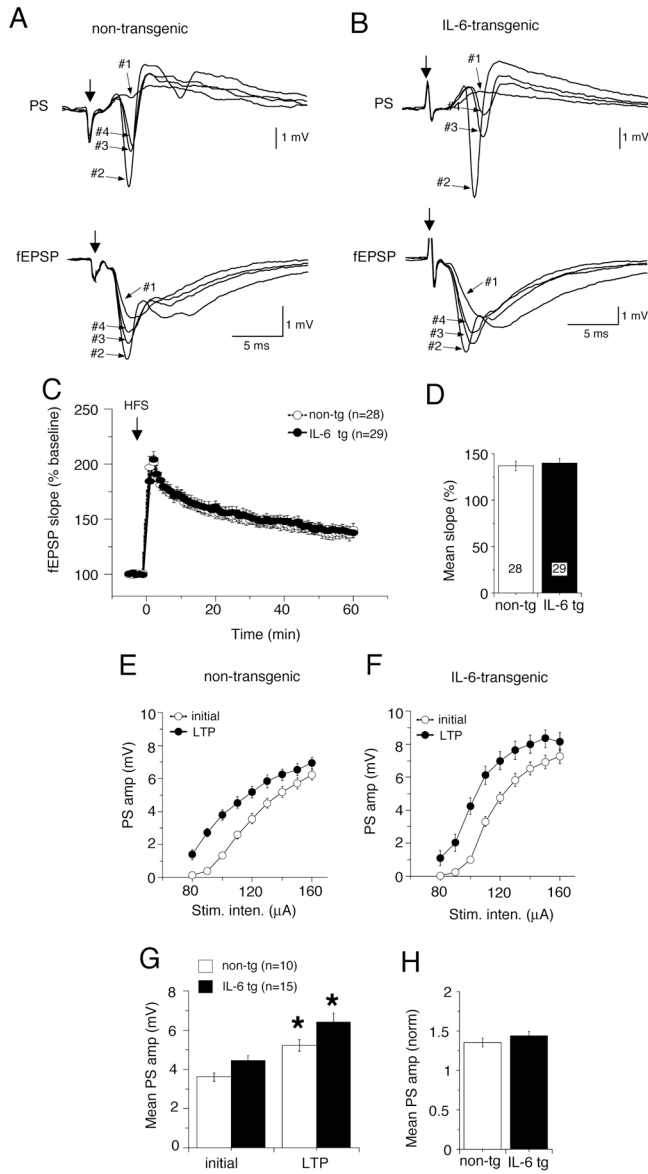 A
non-transgenic
PS
#1
#4
#3
#2
1 mV
fEPSP
#1
#4
#3
#2
1 mV
5 ms
B
IL-6-transgenic
PS
#1
#4
#3
#2
1 mV
fEPSP
#1
#4
#3
#2
1 mV
5 ms
C
HFS
non-tg (n=28)
IL-6 tg (n=29)
fEPSP slope (% baseline)
250
200
150
100
0 20 40 60
Time (min)
D
Mean slope (%)
150
100
50
0
28 29
non-tg IL-6 tg
E
non-transgenic
initial
LTP
PS amp (mV)
10
8
6
4
2
0
80 120 160
Stim. inten. (μA)
F
IL-6-transgenic
initial
LTP
PS amp (mV)
10
8
6
4
2
0
80 120 160
Stim. inten. (μA)
G
non-tg (n=10)
IL-6 tg (n=15)
Mean PS amp (mV)
8
6
4
2
0
* *
initial LTP
H
Mean PS amp (norm)
2
1.5
1
0.5
0
non-tg IL-6 tg